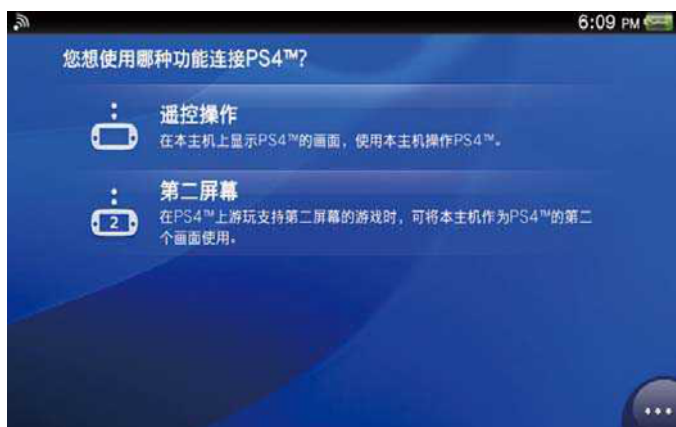 6:09 PM
您想使用哪种功能连接PS4™?
遥控操作
在本主机上显示PS4™的画面，使用本主机操作PS4™。
第二屏幕
2
在PS4™上游玩支持第二屏幕的游戏时，可将本主机作为PS4™的第二
个画面使用。